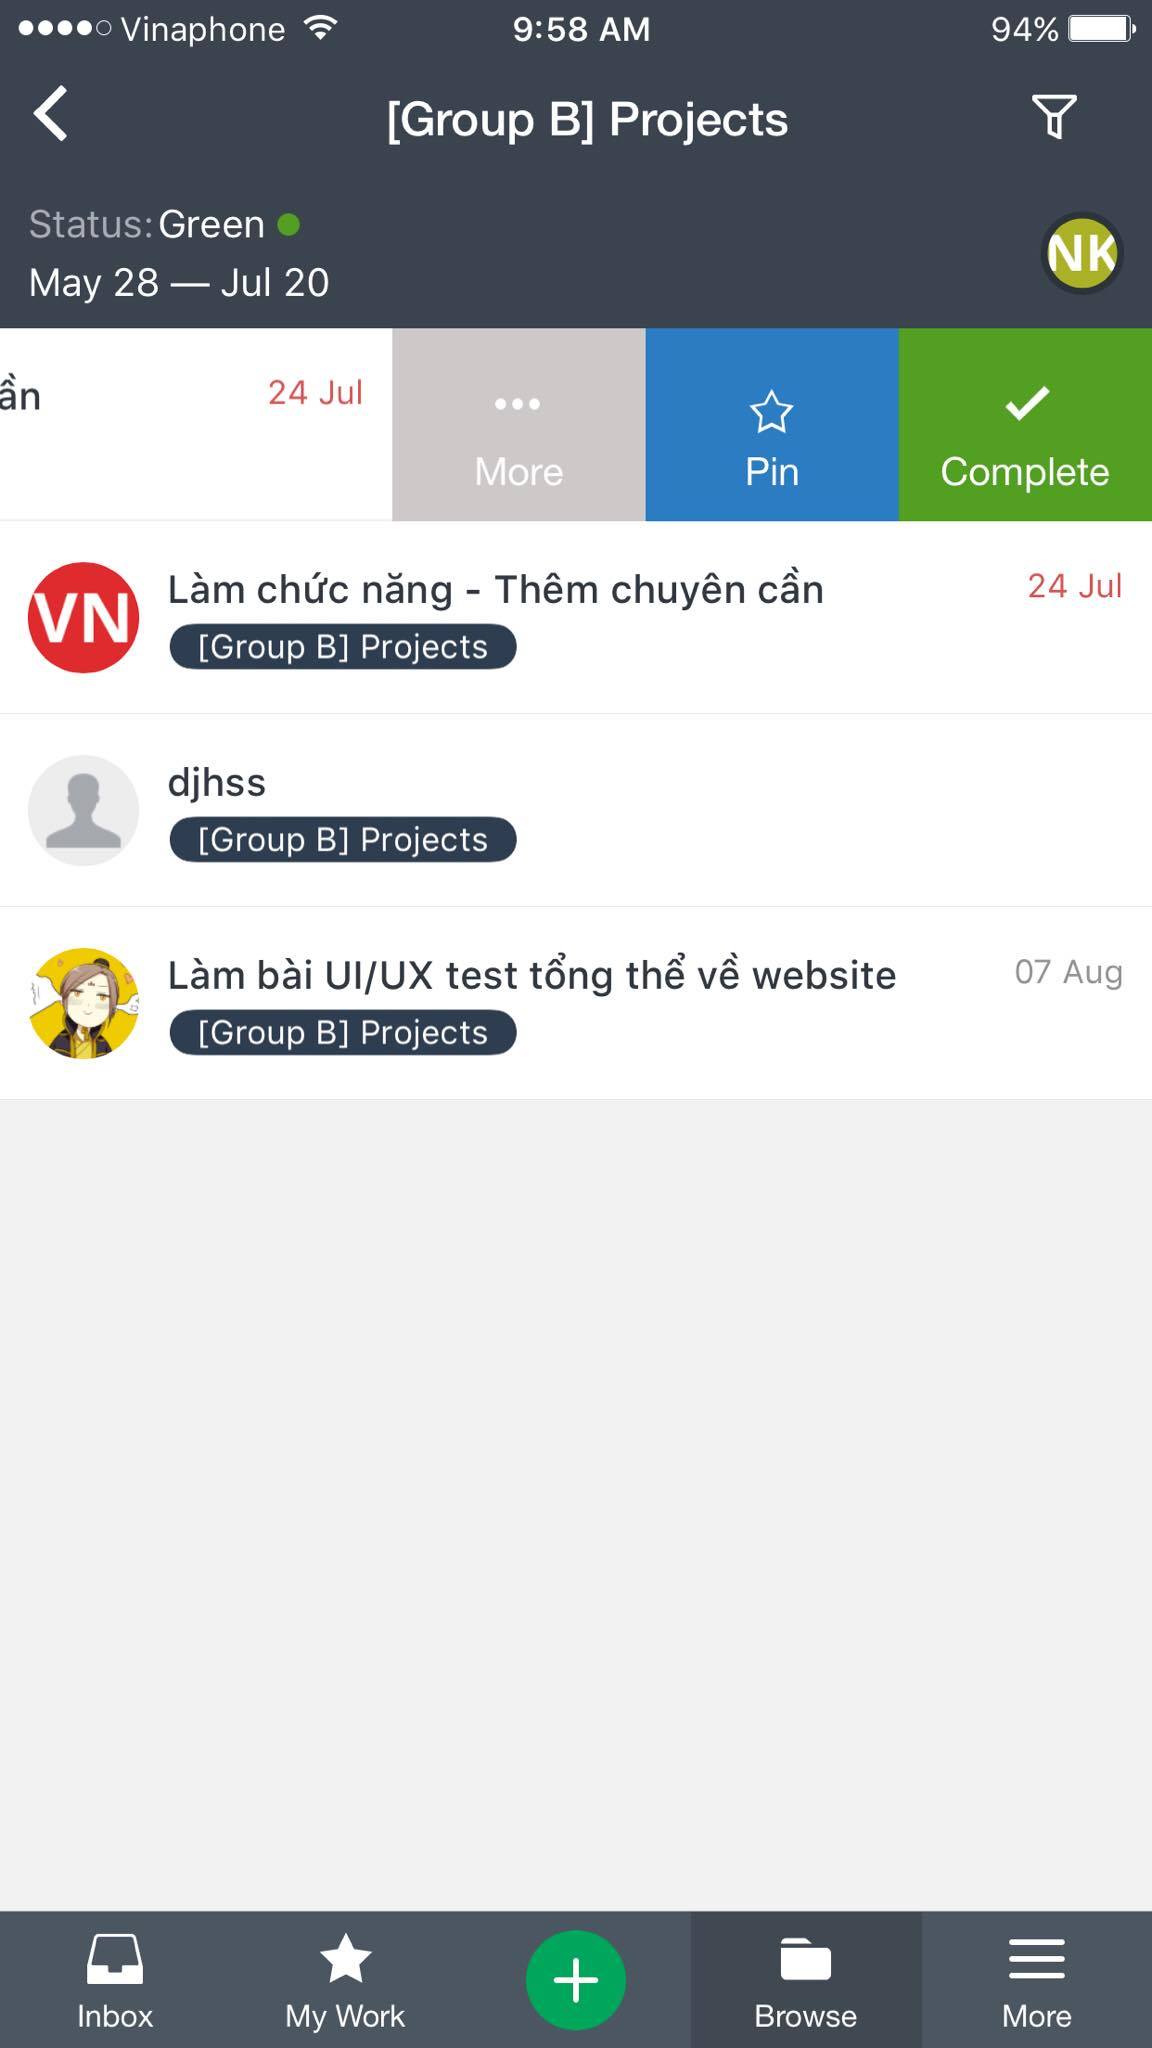 Vinaphone 9:58 AM 94%
[Group B] Projects
Status: Green
May 28 — Jul 20
NK
ần 24 Jul
More Pin Complete
VN
Làm chức năng - Thêm chuyên cần 24 Jul
[Group B] Projects
djhss
[Group B] Projects
Làm bài UI/UX test tổng thể về website 07 Aug
[Group B] Projects
Inbox My Work Browse More